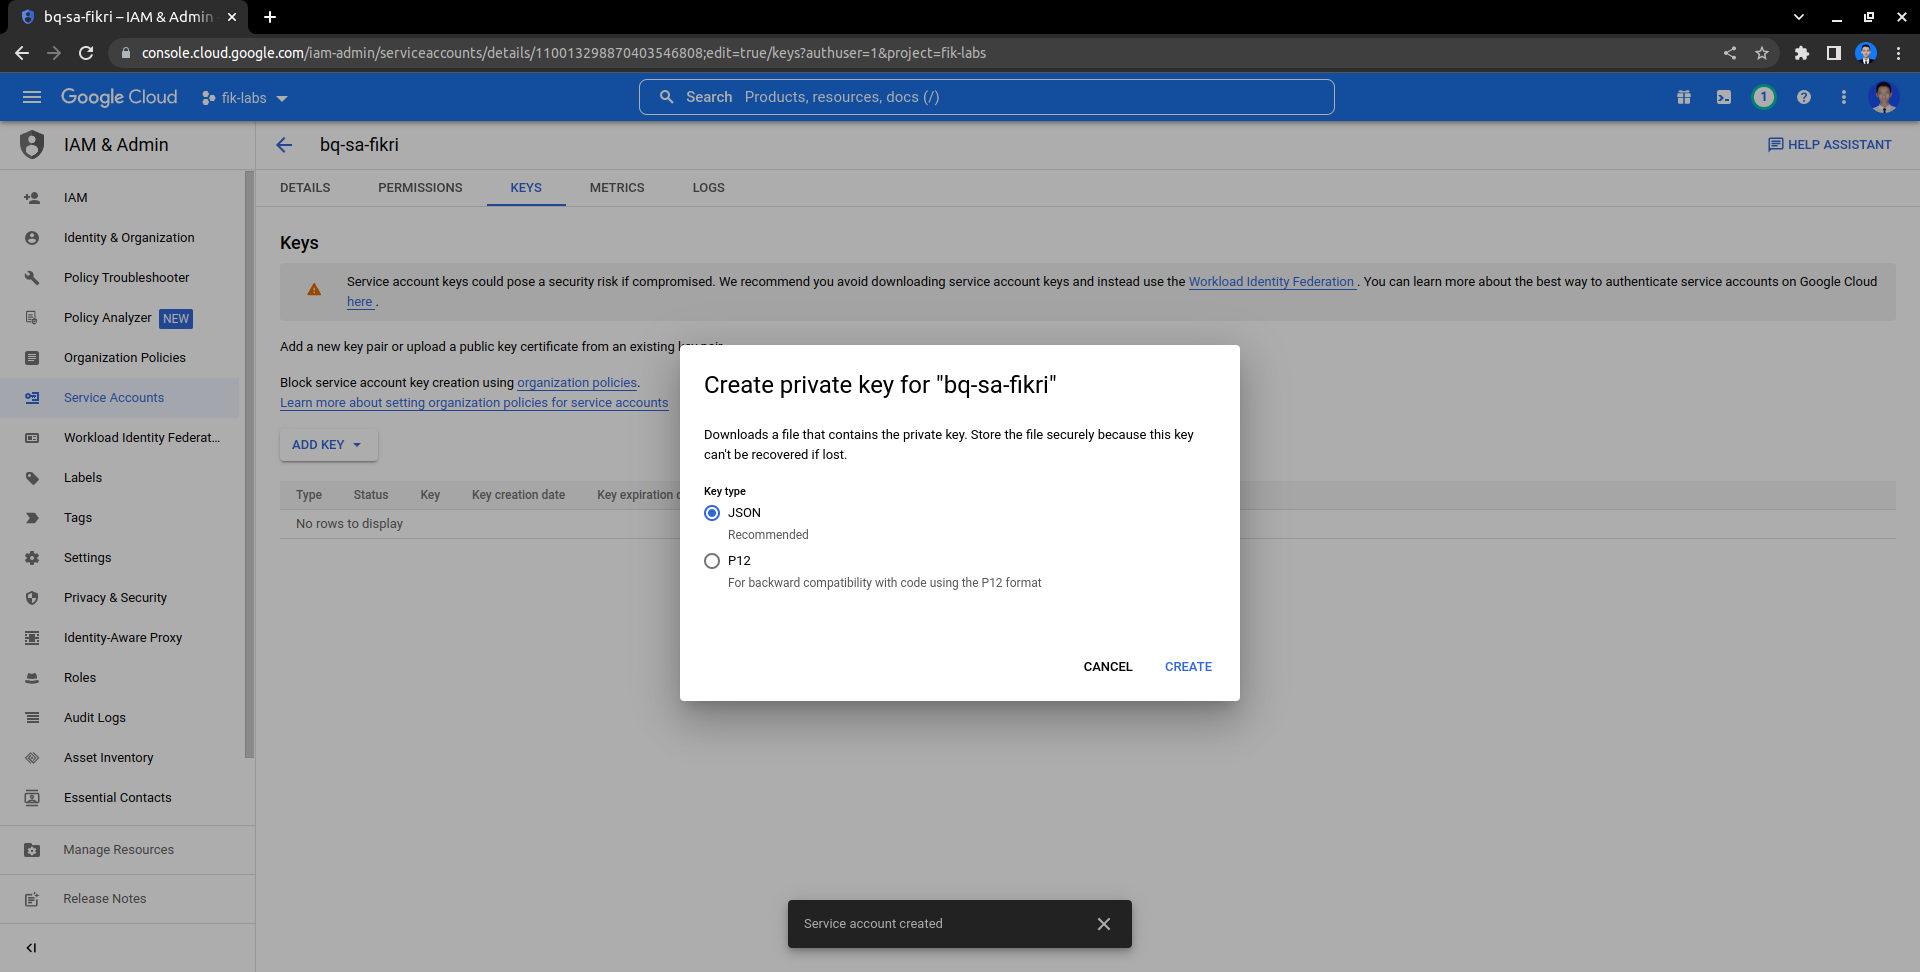 bq-sa-fikri – IAM & Admin
console.cloud.google.com/iam-admin/serviceaccounts/details/110013298870403546808;edit=true/keys?authuser=1&project=fik-labs
Google Cloud
fik-labs
Search Products, resources, docs (/)
1
IAM & Admin
bq-sa-fikri
HELP ASSISTANT
IAM
Identity & Organization
Policy Troubleshooter
Policy Analyzer NEW
Organization Policies
Service Accounts
Workload Identity Federat...
Labels
Tags
Settings
Privacy & Security
Identity-Aware Proxy
Roles
Audit Logs
Asset Inventory
Essential Contacts
Manage Resources
Release Notes
DETAILS PERMISSIONS KEYS METRICS LOGS
Keys
Service account keys could pose a security risk if compromised. We recommend you avoid downloading service account keys and instead use the Workload Identity Federation . You can learn more about the best way to authenticate service accounts on Google Cloud
here .
Add a new key pair or upload a public key certificate from an existing key pair.
Block service account key creation using organization policies.
Learn more about setting organization policies for service accounts
ADD KEY
Type Status Key Key creation date Key expiration
No rows to display
Create private key for "bq-sa-fikri"
Downloads a file that contains the private key. Store the file securely because this key
can't be recovered if lost.
Key type
JSON
Recommended
P12
For backward compatibility with code using the P12 format
CANCEL CREATE
Service account created